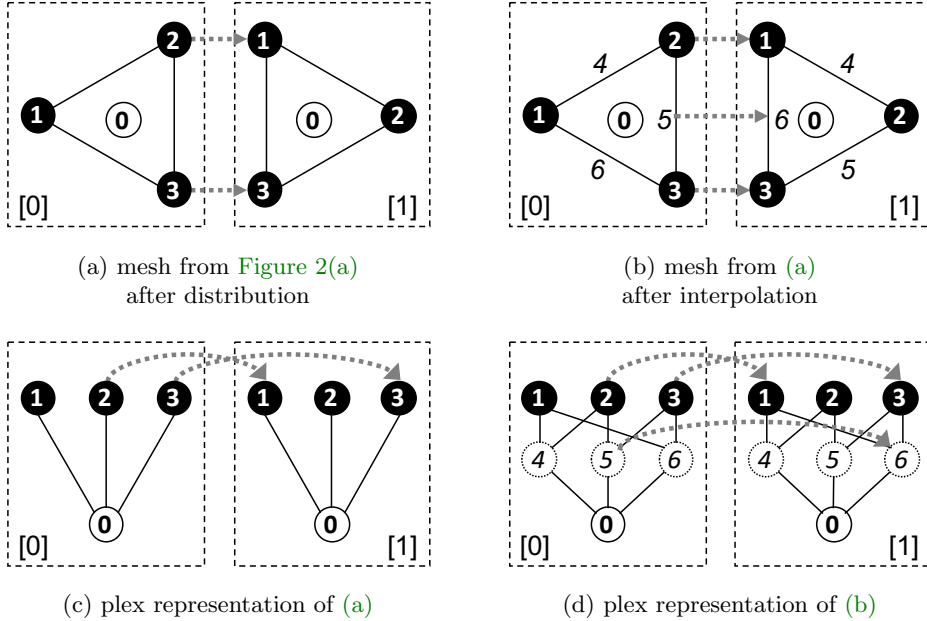 2 1
4 2 1 4
1 0 0 2
1 0 5 6 0 2
3 3
6 3 3 5
[0] [1]
[0] [1]
(a) mesh from Figure 2(a)
after distribution
(b) mesh from (a)
after interpolation
1 2 3 1 2 3
1 2 3 1 2 3
4 5 6 4 5 6
0 0
0 0
[0] [1]
[0] [1]
(c) plex representation of (a)
(d) plex representation of (b)